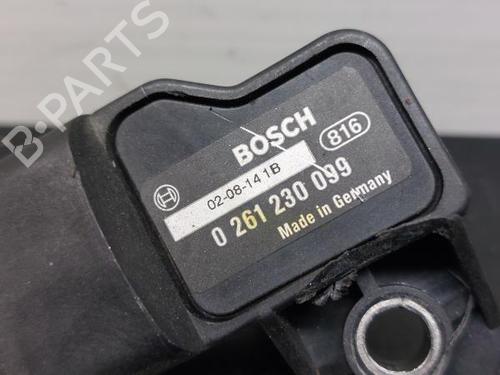 B-PARTS
BOSCH
816
02-08-14 1B
0 261 230 099
Made in Germany